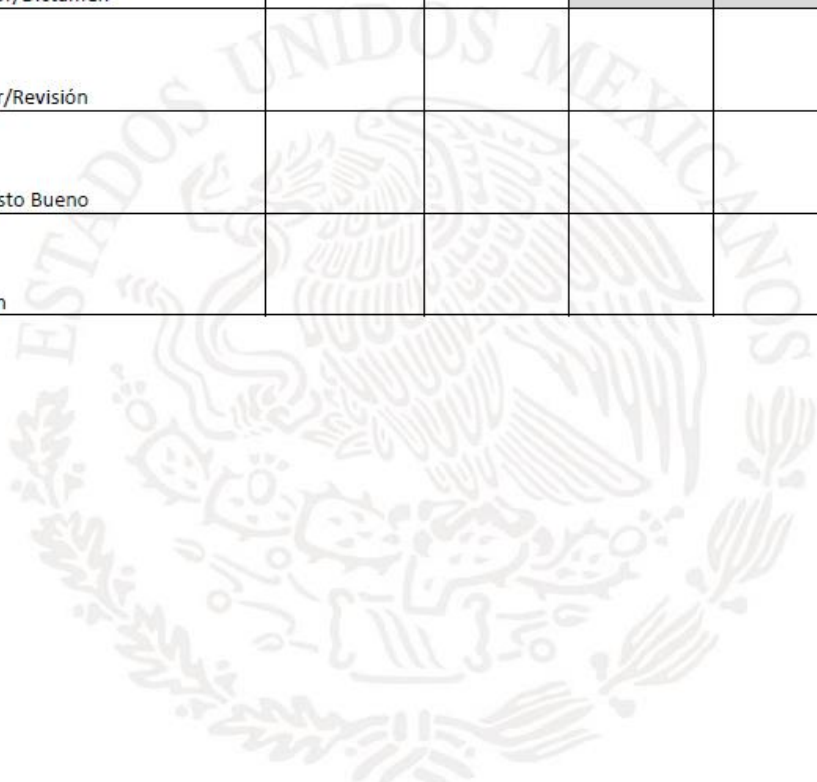 r/Dictamen
r/Revisión
sto Bueno
n
ESTADOS UNIDOS MEXICANOS